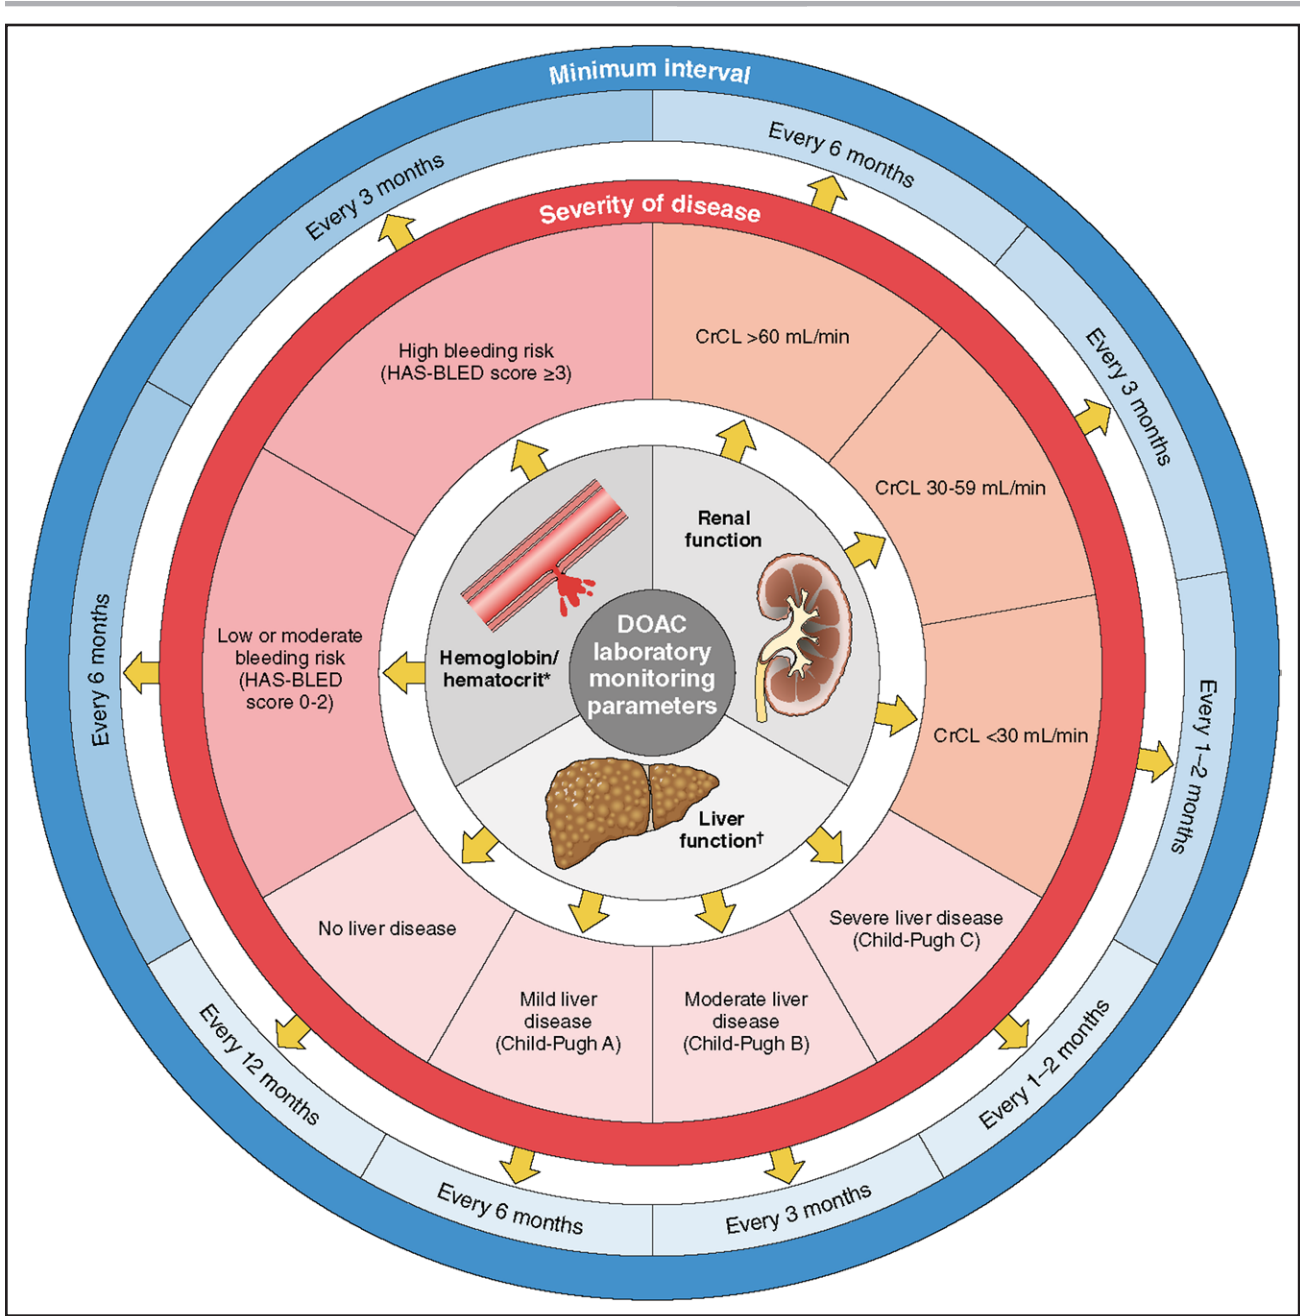 Minimum interval
Every 3 months
Every 6 months
Every 3 months
Every 1–2 months
Every 1–2 months
Every 3 months
Every 6 months
Every 12 months
Every 6 months
Severity of disease
High bleeding risk
(HAS-BLED score ≥3)
CrCL >60 mL/min
CrCL 30-59 mL/min
CrCL <30 mL/min
Severe liver disease
(Child-Pugh C)
Moderate liver
disease
(Child-Pugh B)
Mild liver
disease
(Child-Pugh A)
No liver disease
Low or moderate
bleeding risk
(HAS-BLED
score 0-2)
Renal
function
Hemoglobin/
hematocrit*
Liver
function†
DOAC
laboratory
monitoring
parameters